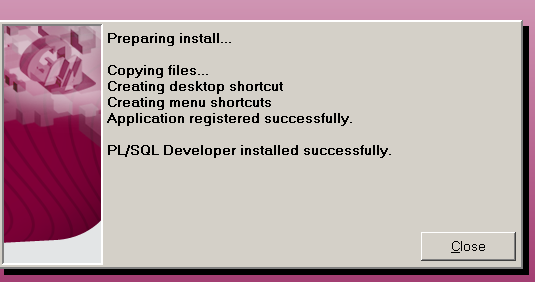 Preparing install...
Copying files...
Creating desktop shortcut
Creating menu shortcuts
Application registered successfully.
PL/SQL Developer installed successfully.
Close